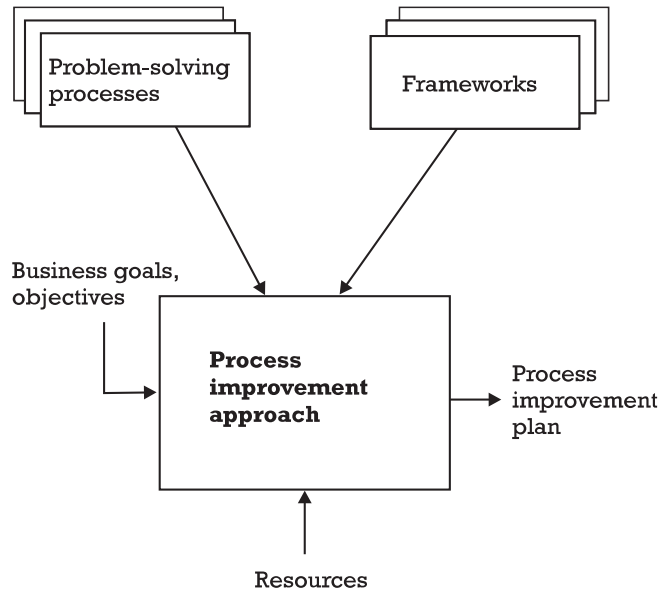 Problem-solving
processes
Frameworks
Business goals,
objectives
Process
improvement
approach
Process
improvement
plan
Resources